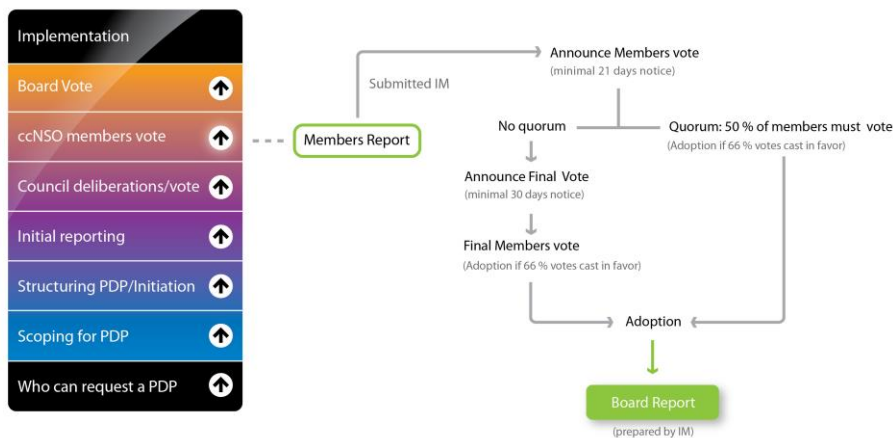 Implementation
Board Vote
ccNSO members vote
Council deliberations/vote
Initial reporting
Structuring PDP/Initiation
Scoping for PDP
Who can request a PDP
Members Report
Submitted IM
Announce Members vote
(minimal 21 days notice)
No quorum
Quorum: 50 % of members must vote
(Adoption if 66 % votes cast in favor)
Announce Final Vote
(minimal 30 days notice)
Final Members vote
(Adoption if 66 % votes cast in favor)
Adoption
Board Report
(prepared by IM)